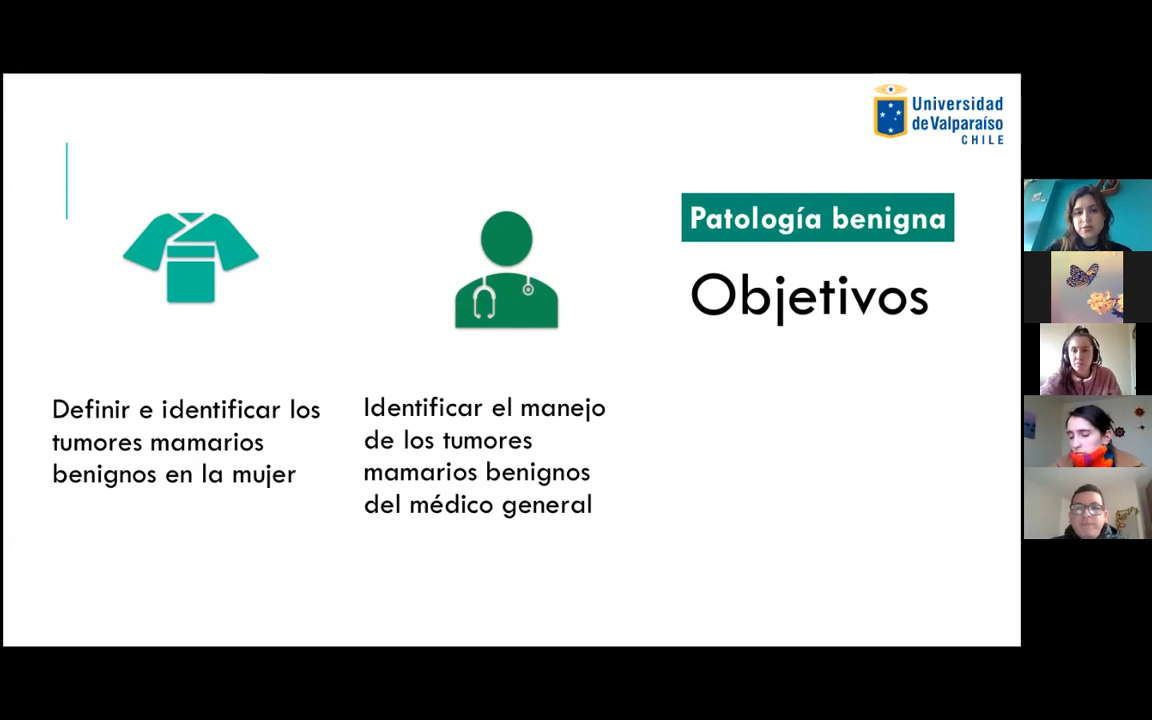 Universidad
de Valparaíso
CHILE
Patología benigna
Objetivos
Definir e identificar los
tumores mamarios
benignos en la mujer
Identificar el manejo
de los tumores
mamarios benignos
del médico general